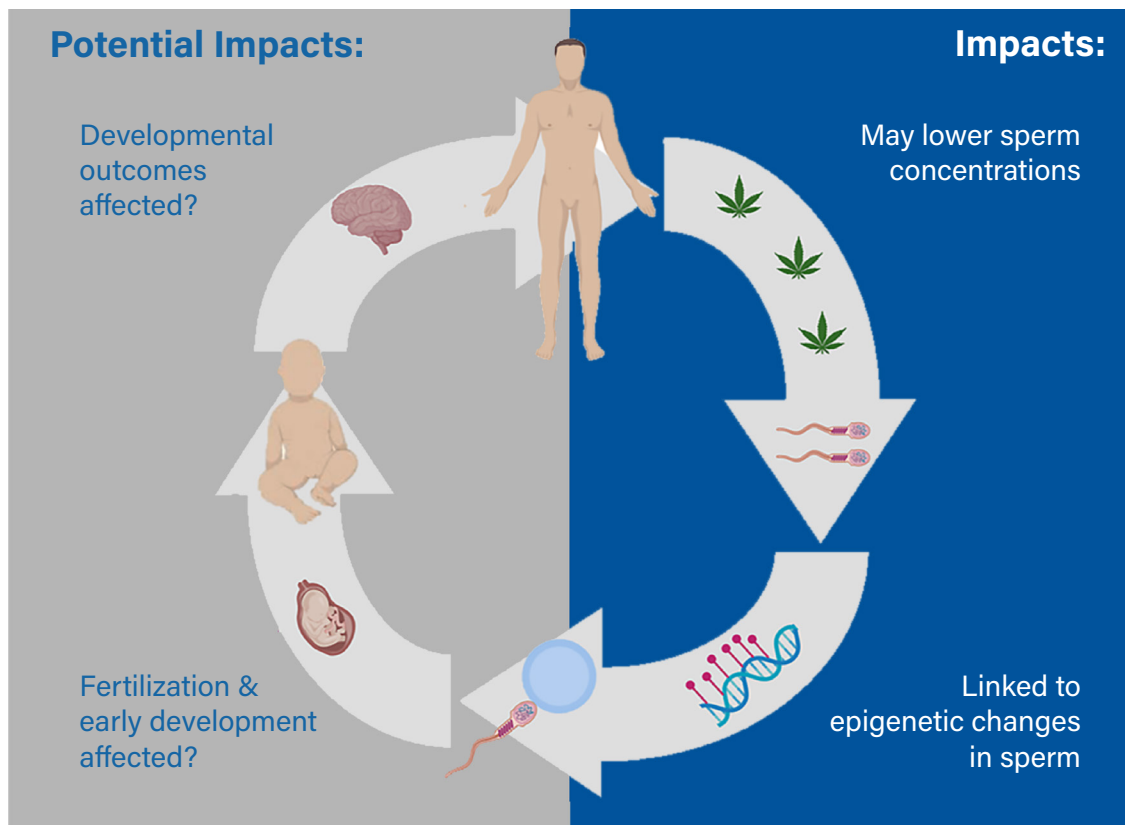 Potential Impacts:
Impacts:
Developmental
outcomes
affected?
May lower sperm
concentrations
Fertilization &
early development
affected?
Linked to
epigenetic changes
in sperm